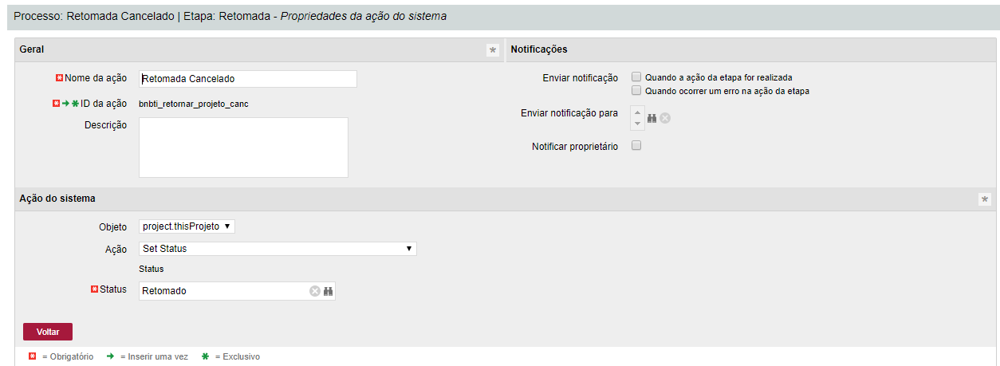 Processo: Retomada Cancelado | Etapa: Retomada - Propriedades da ação do sistema
Geral
Nome da ação Retomada Cancelado
ID da ação bnbti_retornar_projeto_canc
Descrição
Notificações
Enviar notificação Quando a ação da etapa for realizada
Quando ocorrer um erro na ação da etapa
Enviar notificação para
Notificar proprietário
Ação do sistema
Objeto project.thisProjeto
Ação Set Status
Status
Status Retomado
Voltar
= Obrigatório = Inserir uma vez = Exclusivo